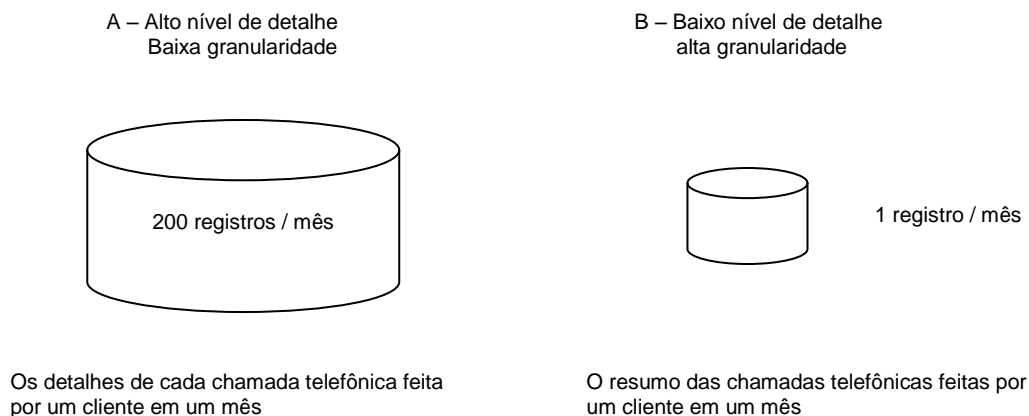 A – Alto nível de detalhe
Baixa granularidade
B – Baixo nível de detalhe
alta granularidade
200 registros / mês
1 registro / mês
Os detalhes de cada chamada telefônica feita
por um cliente em um mês
O resumo das chamadas telefônicas feitas por
um cliente em um mês